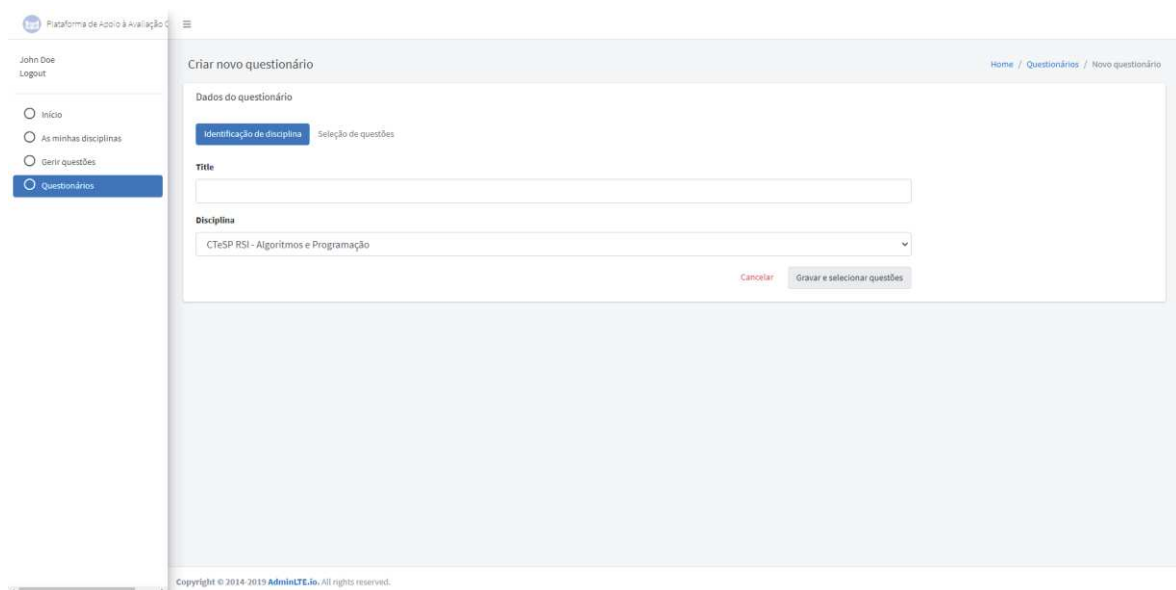 Plataforma de Apoio à Avaliação C
John Doe
Logout
Início
As minhas disciplinas
Gerir questões
Questionários
Criar novo questionário
Home / Questionários / Novo questionário
Dados do questionário
Identificação de disciplina
Seleção de questões
Title
Disciplina
CTeSP RSI - Algoritmos e Programação
Cancelar
Gravar e selecionar questões
Copyright © 2014-2019 AdminLTE.io. All rights reserved.